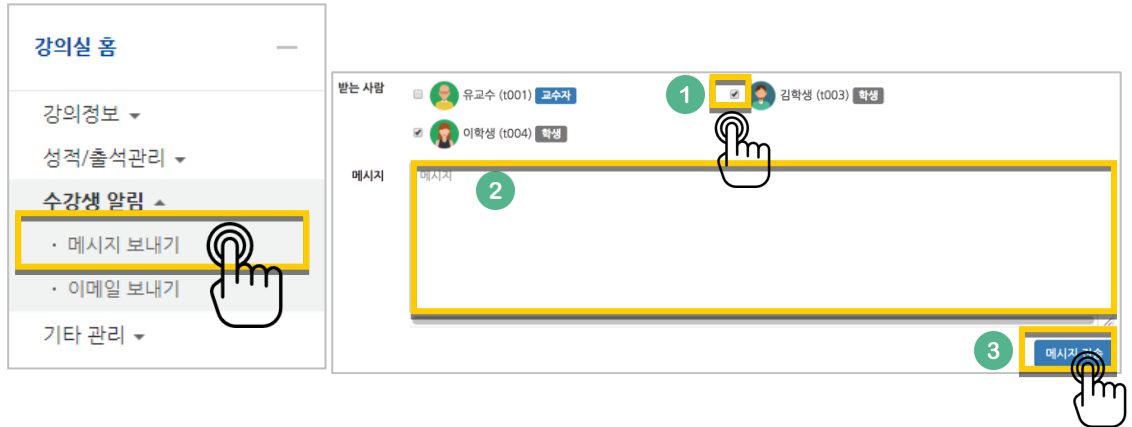 강의실 홈
강의정보
성적/출석관리
수강생 알림
· 메시지 보내기
· 이메일 보내기
기타 관리
받는 사람
유교수 (t001) 교수자
1
김학생 (t003) 학생
이학생 (t004) 학생
메시지
메시지
2
3
메시지